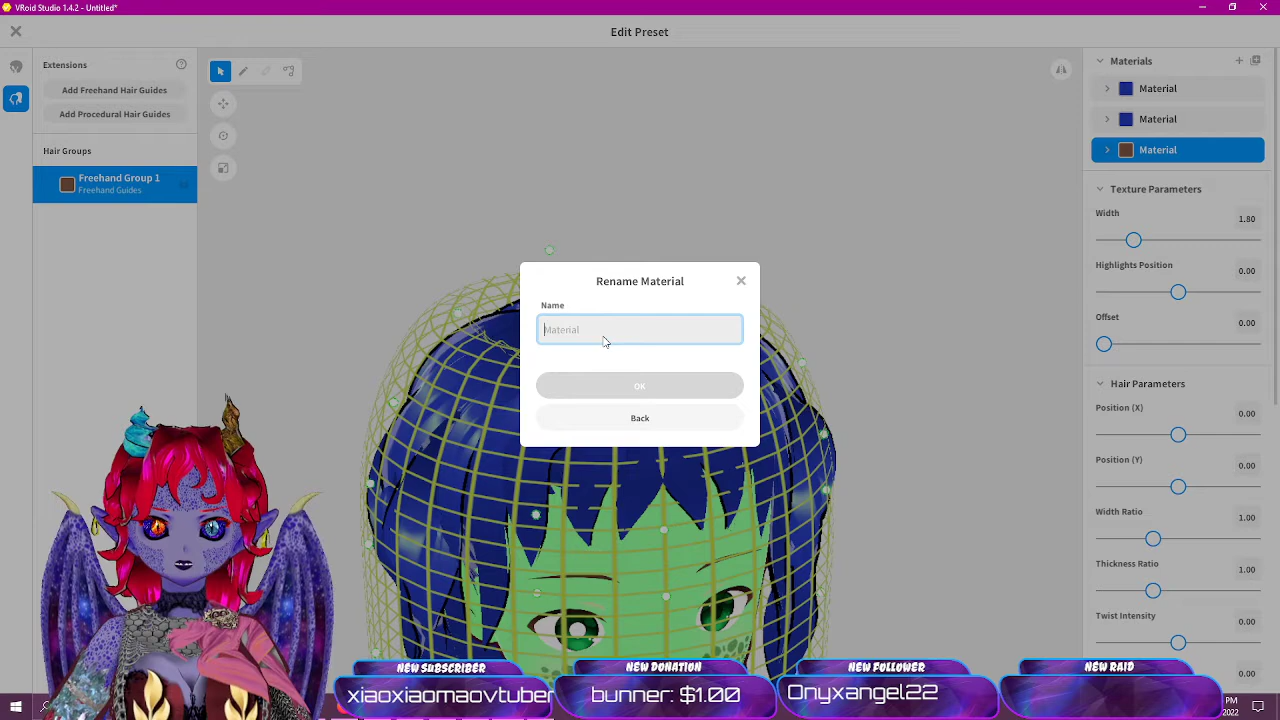 VRoid Studio 1.4.2 - Untitled*
Edit Preset
Extensions
Add Freehand Hair Guides
Add Procedural Hair Guides
Hair Groups
Freehand Group 1
Freehand Guides
Rename Material
Name
Material
OK
Back
Materials
Material
Material
Material
Texture Parameters
Width
1.80
Highlights Position
0.00
Offset
0.00
Hair Parameters
Position (X)
0.00
Position (Y)
0.00
Width Ratio
1.00
Thickness Ratio
1.00
Twist Intensity
0.00
0.00
NEW SUBSCRIBER
xiaoxiaomaovtuber
NEW DONATION
bunner: $1.00
NEW FOLLOWER
Onyxangel22
NEW RAID
PM